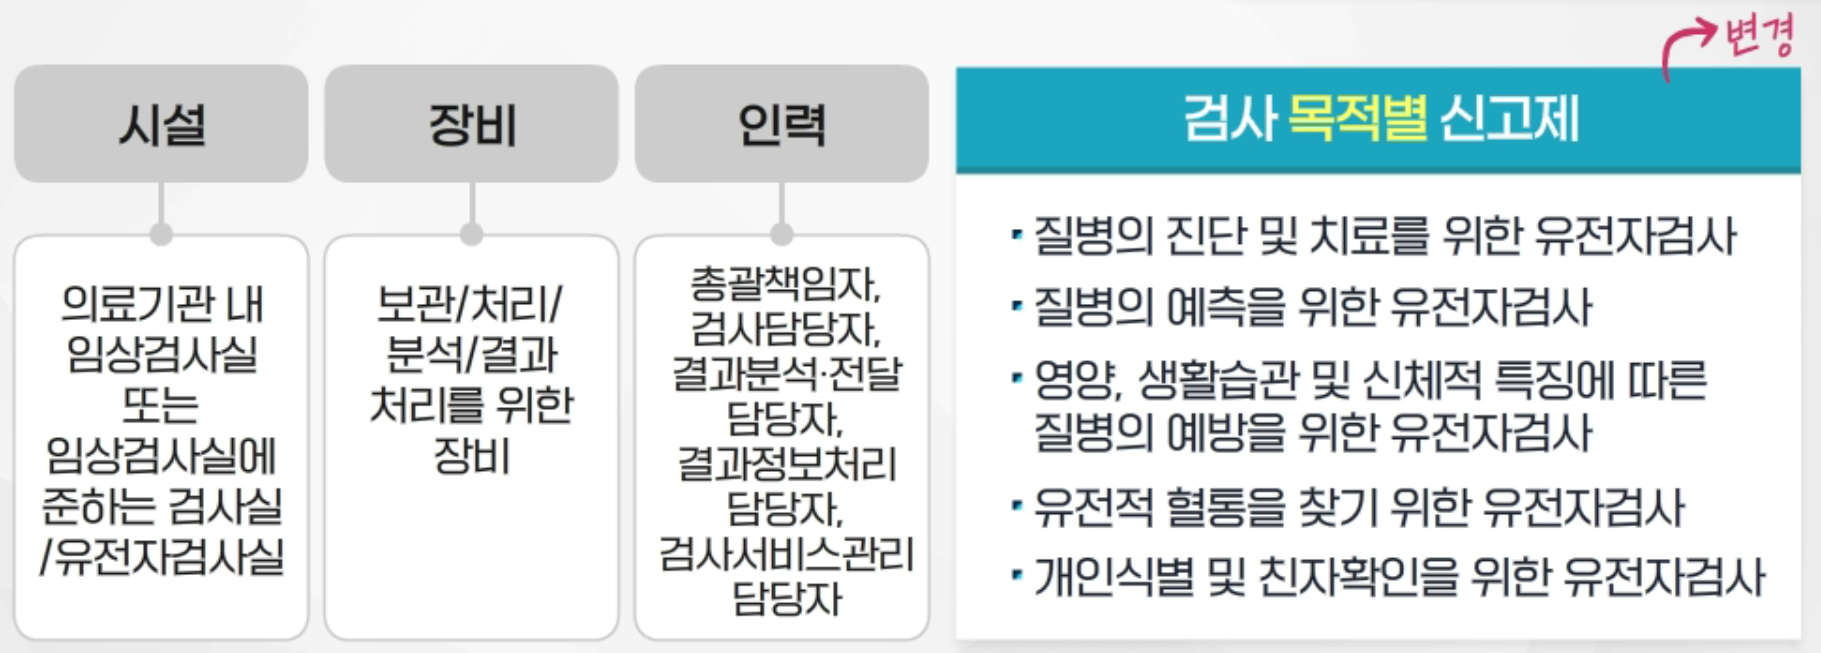 변경
시설
의료기관 내
임상검사실
또는
임상검사실에
준하는 검사실
/유전자검사실
장비
보관/처리/
분석/결과
처리를 위한
장비
인력
총괄책임자,
검사담당자,
결과분석·전달
담당자,
결과정보처리
담당자,
검사서비스관리
담당자
검사 목적별 신고제
· 질병의 진단 및 치료를 위한 유전자검사
· 질병의 예측을 위한 유전자검사
· 영양, 생활습관 및 신체적 특징에 따른
질병의 예방을 위한 유전자검사
· 유전적 혈통을 찾기 위한 유전자검사
· 개인식별 및 친자확인을 위한 유전자검사